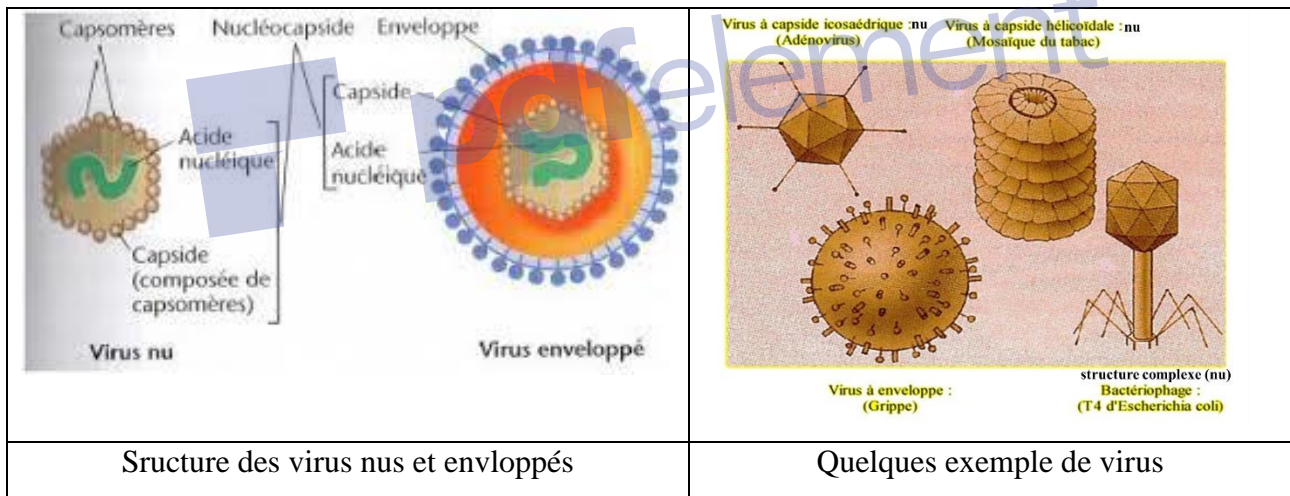 Capsomères Nucléocapside Enveloppe
Capside
Acide
nucléique
Acide
nucléique
Capside
(composée de
capsomères)
Virus nu
Virus enveloppé
Virus à capside icosaédrique :nu
(Adénovirus)
Virus à capside hélicoïdale :nu
(Mosaïque du tabac)
Virus à enveloppe :
(Grippe)
structure complexe (nu)
Bactériophage :
(T4 d'Escherichia coli)
Sructure des virus nus et envloppés
Quelques exemple de virus
pdfelement